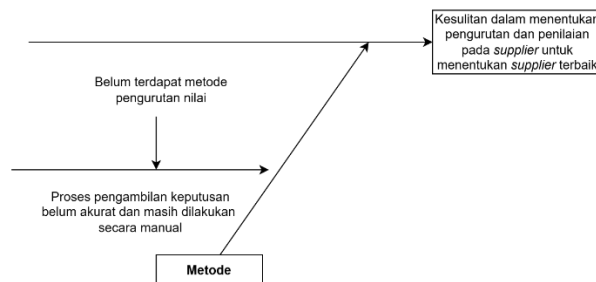 Kesulitan dalam menentukan
pengurutan dan penilaian
pada supplier untuk
menentukan supplier terbaik
Belum terdapat metode
pengurutan nilai
Proses pengambilan keputusan
belum akurat dan masih dilakukan
secara manual
Metode